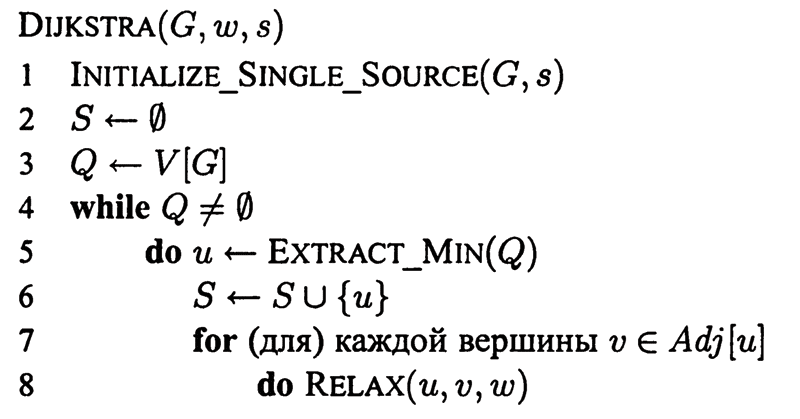 DIJKSTRA(G, w, s)
1 INITIALIZE_SINGLE_SOURCE(G, s)
2 S ← ∅
3 Q ← V[G]
4 while Q ≠ ∅
5 do u ← EXTRACT_MIN(Q)
6 S ← S ∪ {u}
7 for (для) каждой вершины v ∈ Adj[u]
8 do RELAX(u, v, w)